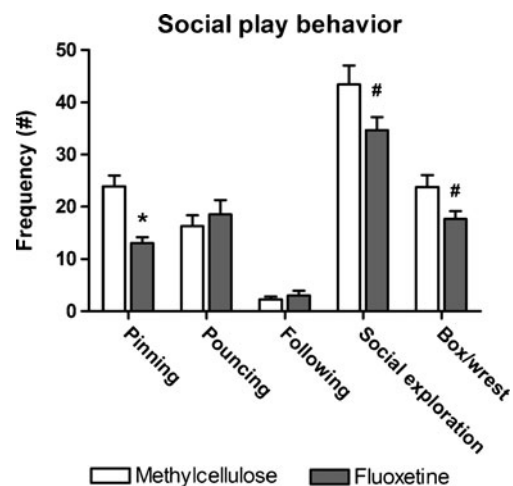 Social play behavior
Frequency (#)
50
40
30
20
10
0
*
#
#
Pinning
Pouncing
Following
Social exploration
Box/wrest
Methylcellulose
Fluoxetine